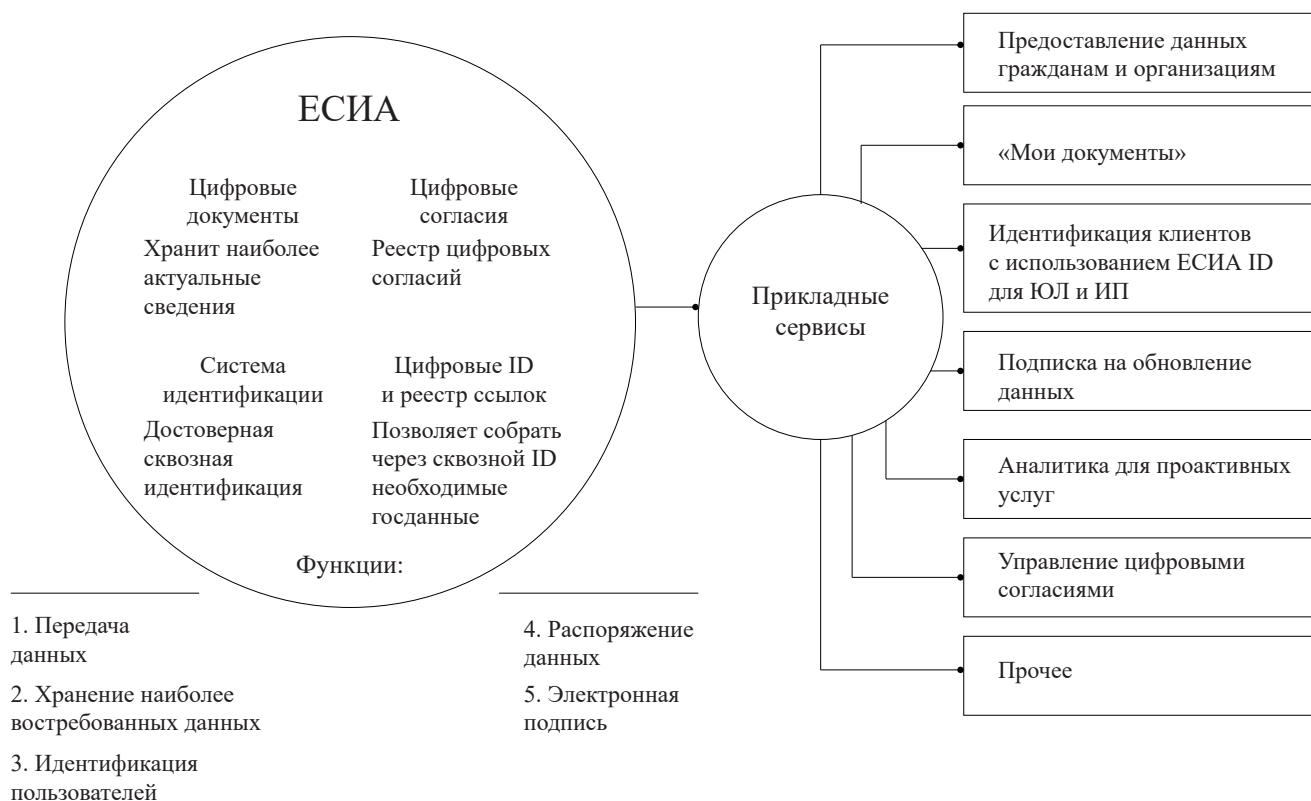 ЕСИА
Цифровые
документы
Хранит наиболее
актуальные
сведения
Цифровые
согласия
Реестр цифровых
согласий
Система
идентификации
Достоверная
сквозная
идентификация
Цифровые ID
и реестр ссылок
Позволяет собрать
через сквозной ID
необходимые
госданные
Функции:
1. Передача
данных
2. Хранение наиболее
востребованных данных
3. Идентификация
пользователей
4. Распоряжение
данных
5. Электронная
подпись
Прикладные
сервисы
Предоставление данных
гражданам и организациям
«Мои документы»
Идентификация клиентов
с использованием ЕСИА ID
для ЮЛ и ИП
Подписка на обновление
данных
Аналитика для проактивных
услуг
Управление цифровыми
согласиями
Прочее